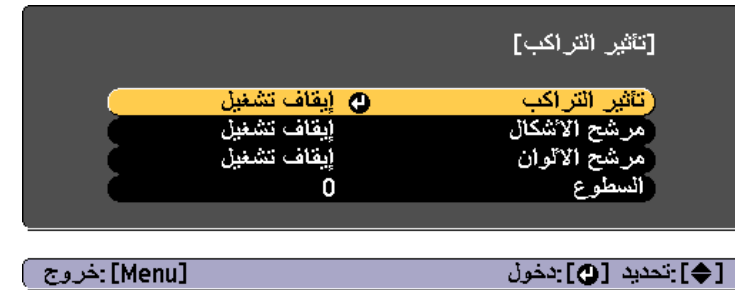 [تأثير التراكب]
تأثير التراكب إيقاف تشغيل
مرشح الأشكال إيقاف تشغيل
مرشح الألوان إيقاف تشغيل
السطوع 0
[◆]:تحديد [⏎]:دخول [Menu]:خروج